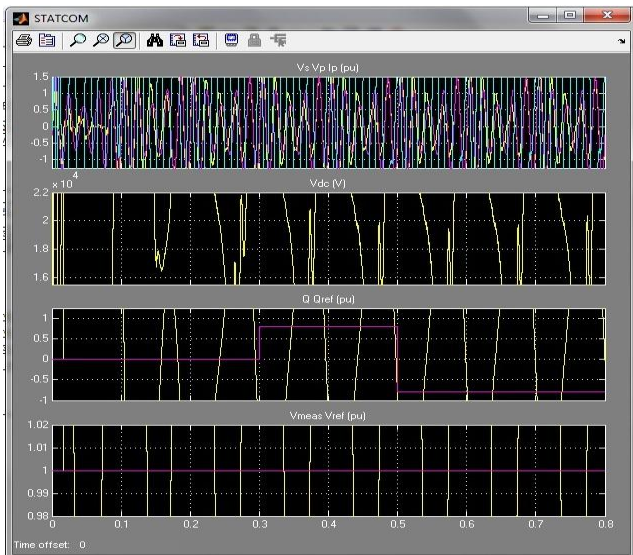 STATCOM
Vs Vp Ip (pu)
1.5
1
0.5
0
-0.5
-1
x 10^4
Vdc (V)
2.2
2
1.8
1.6
Q Qref (pu)
1
0.5
0
-0.5
-1
Vmeas Vref (pu)
1.02
1.01
1
0.99
0.98
0 0.1 0.2 0.3 0.4 0.5 0.6 0.7 0.8
Time offset: 0